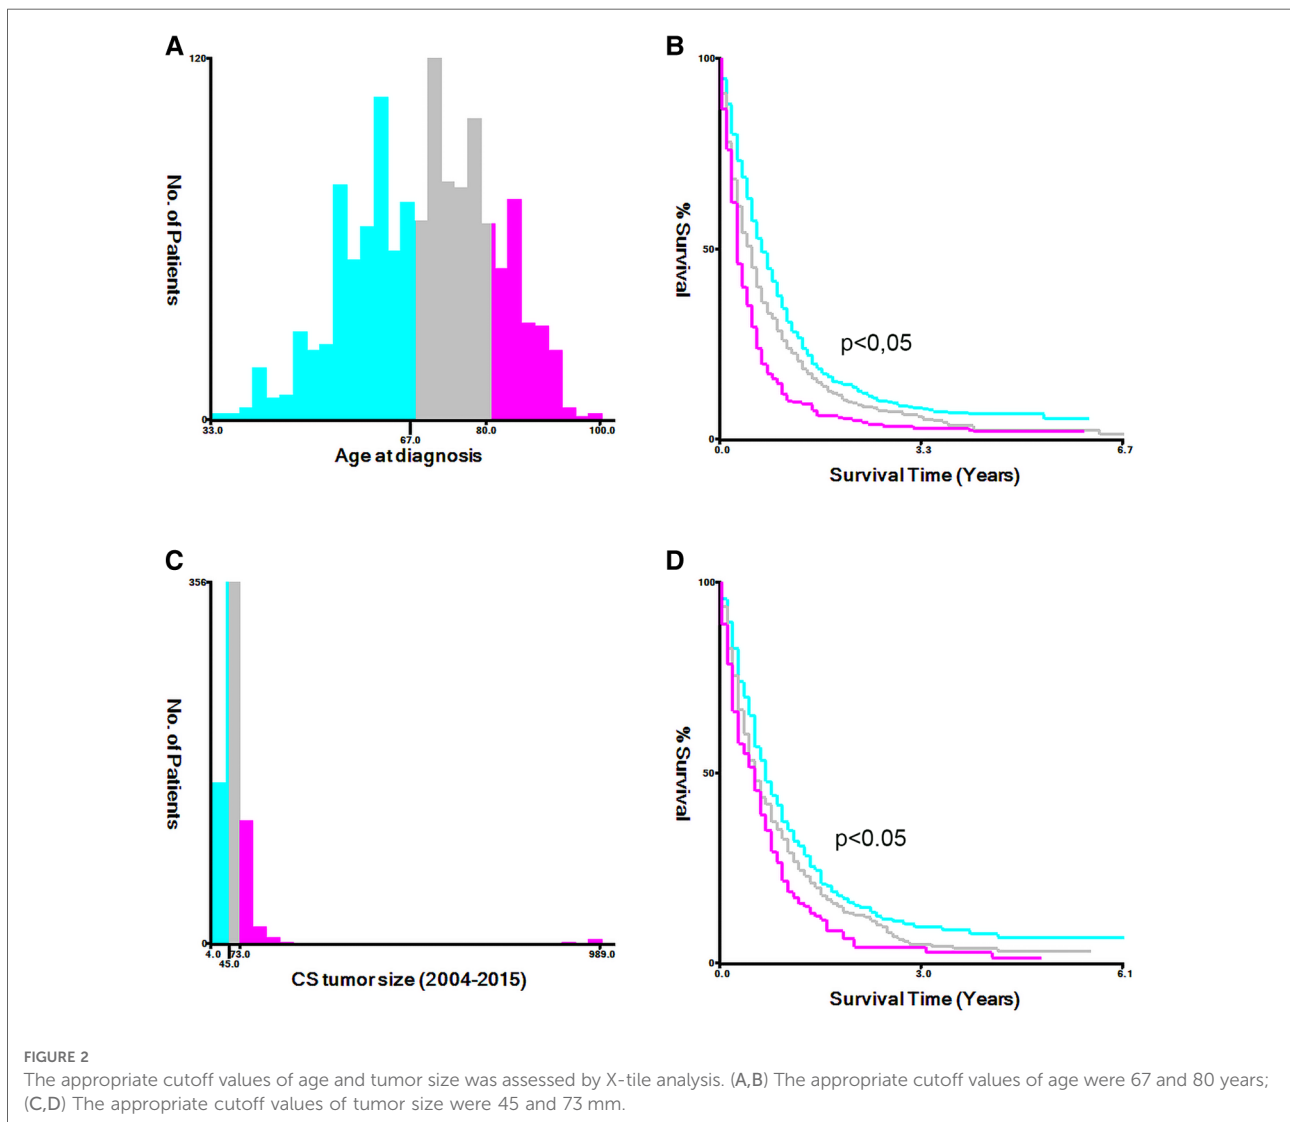 A
120
0
33.0
67.0
80.0
100.0
No. of Patients
Age at diagnosis
B
100
50
0
0.0
3.3
6.7
% Survival
p<0,05
Survival Time (Years)
C
356
0
4.0
45.0
73.0
989.0
No. of Patients
CS tumor size (2004-2015)
D
100
50
0
0.0
3.0
6.1
% Survival
p<0.05
Survival Time (Years)
FIGURE 2
The appropriate cutoff values of age and tumor size was assessed by X-tile analysis. (A,B) The appropriate cutoff values of age were 67 and 80 years;
(C,D) The appropriate cutoff values of tumor size were 45 and 73 mm.